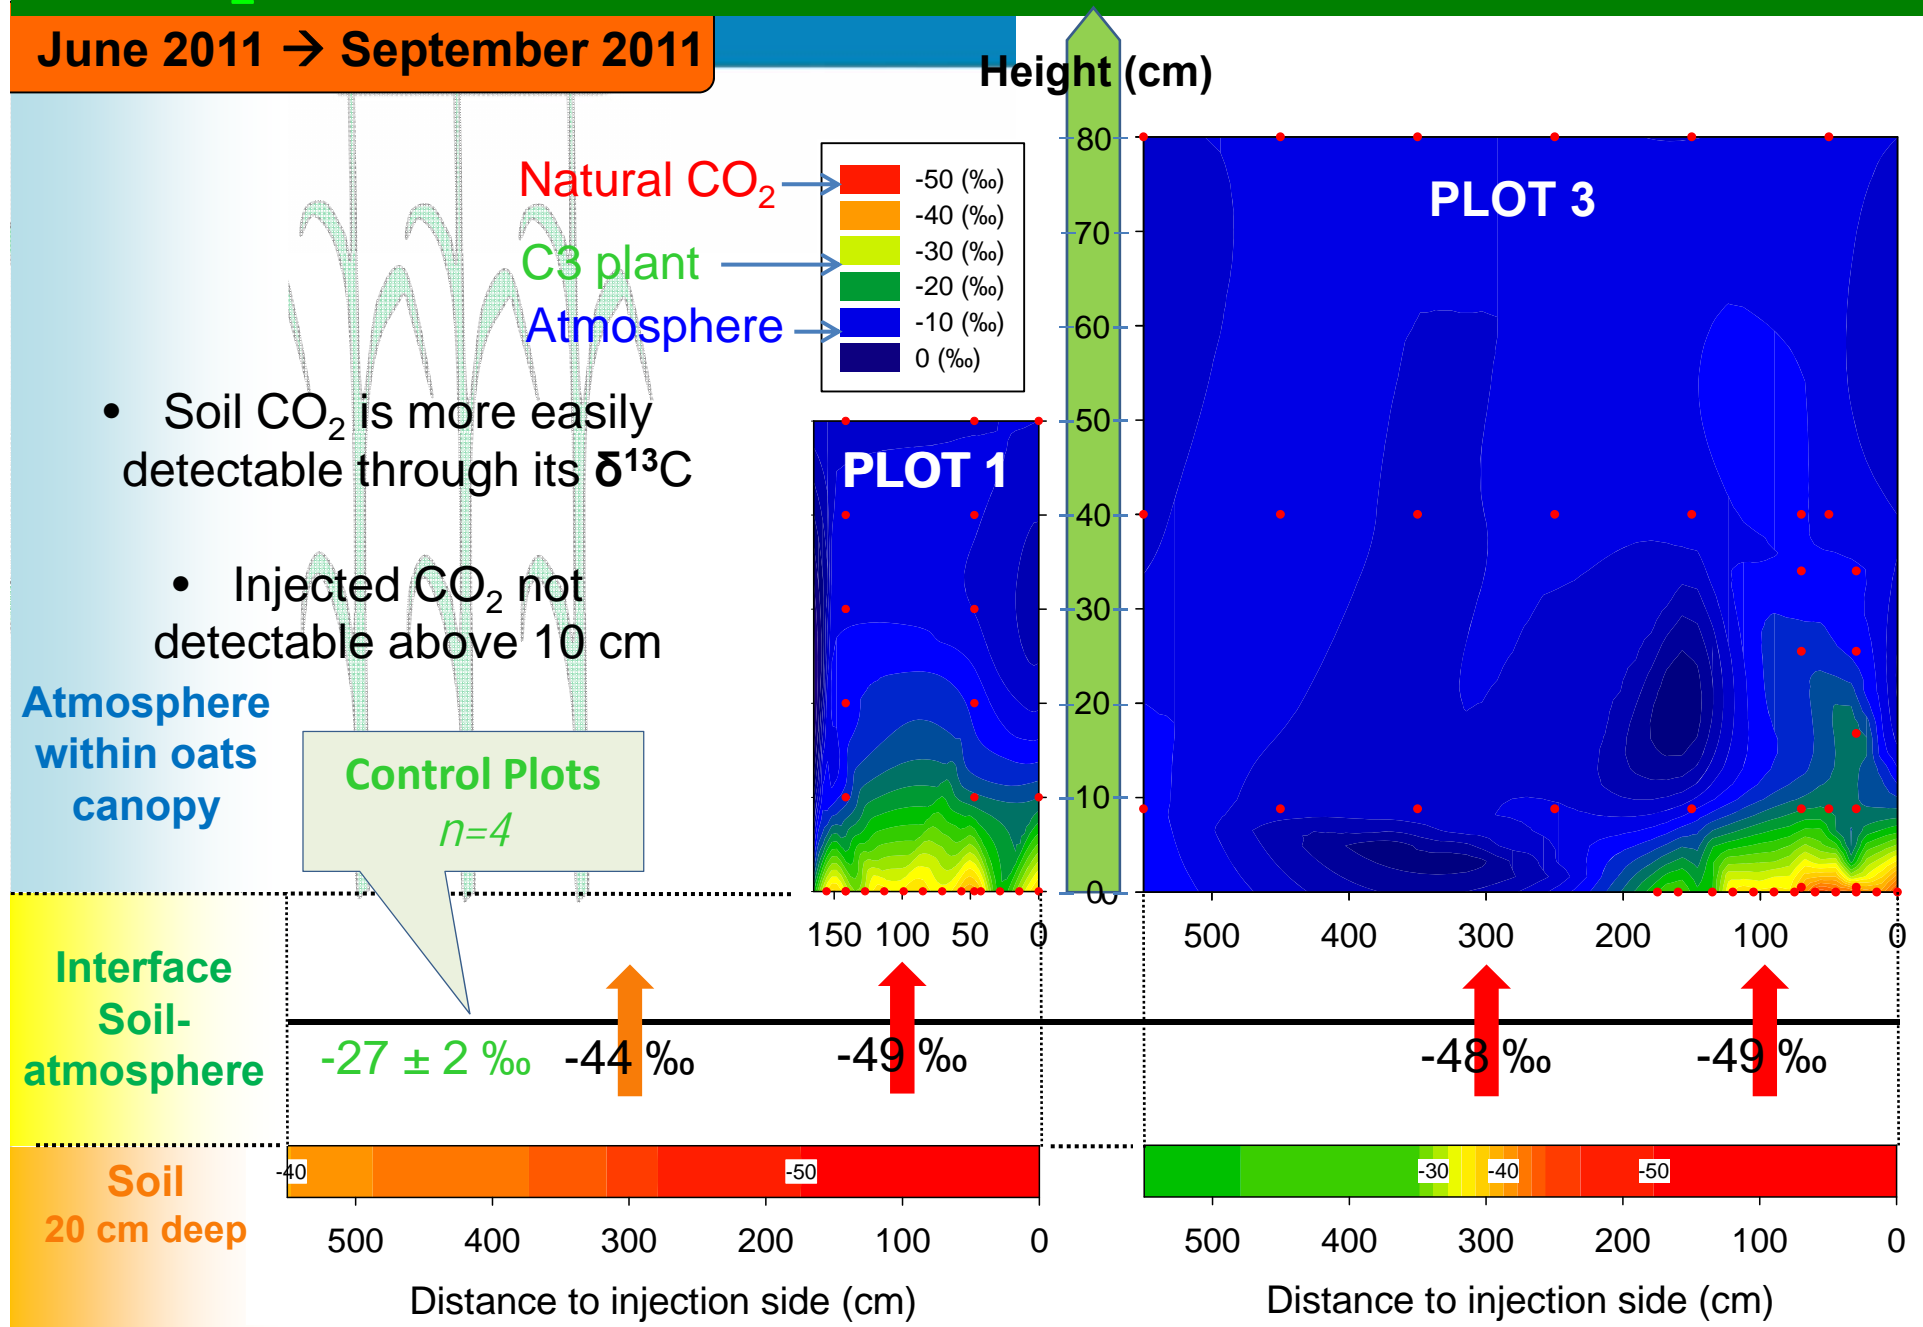 June 2011 → September 2011
Height (cm)
Natural CO2
C3 plant
Atmosphere
-50 (‰)
-40 (‰)
-30 (‰)
-20 (‰)
-10 (‰)
0 (‰)
• Soil CO2 is more easily
detectable through its δ13C
• Injected CO2 not
detectable above 10 cm
Atmosphere
within oats
canopy
Control Plots
n=4
PLOT 1
PLOT 3
80
70
60
50
40
30
20
10
0
150 100 50 0
500 400 300 200 100 0
Interface
Soil-
atmosphere
-27 ± 2 ‰ -44 ‰ -49 ‰ -48 ‰ -49 ‰
Soil
20 cm deep
-40 -50
-30 -40 -50
500 400 300 200 100 0
500 400 300 200 100 0
Distance to injection side (cm)
Distance to injection side (cm)